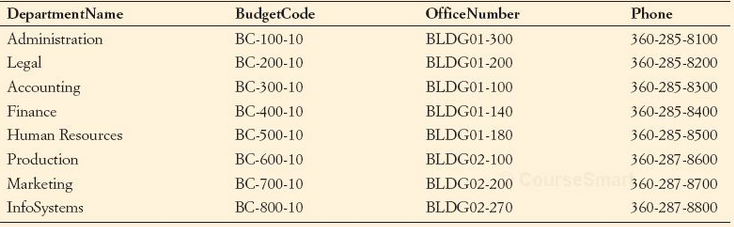 DepartmentName BudgetCode OfficeNumber Phone
Administration BC-100-10 BLDG01-300 360-285-8100
Legal BC-200-10 BLDG01-200 360-285-8200
Accounting BC-300-10 BLDG01-100 360-285-8300
Finance BC-400-10 BLDG01-140 360-285-8400
Human Resources BC-500-10 BLDG01-180 360-285-8500
Production BC-600-10 BLDG02-100 360-287-8600
Marketing BC-700-10 BLDG02-200 360-287-8700
© CourseSmart
InfoSystems BC-800-10 BLDG02-270 360-287-8800